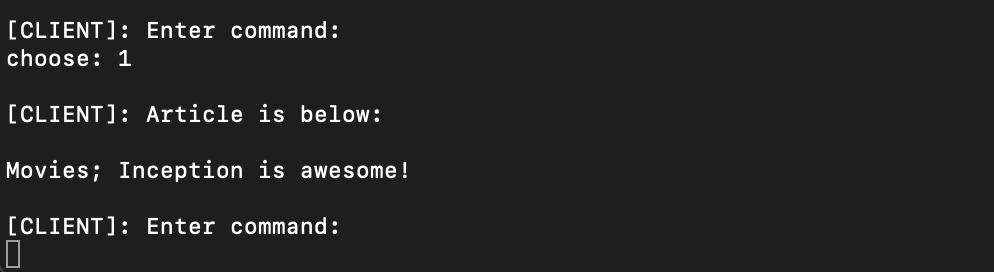 [CLIENT]: Enter command:
choose: 1
[CLIENT]: Article is below:
Movies; Inception is awesome!
[CLIENT]: Enter command: